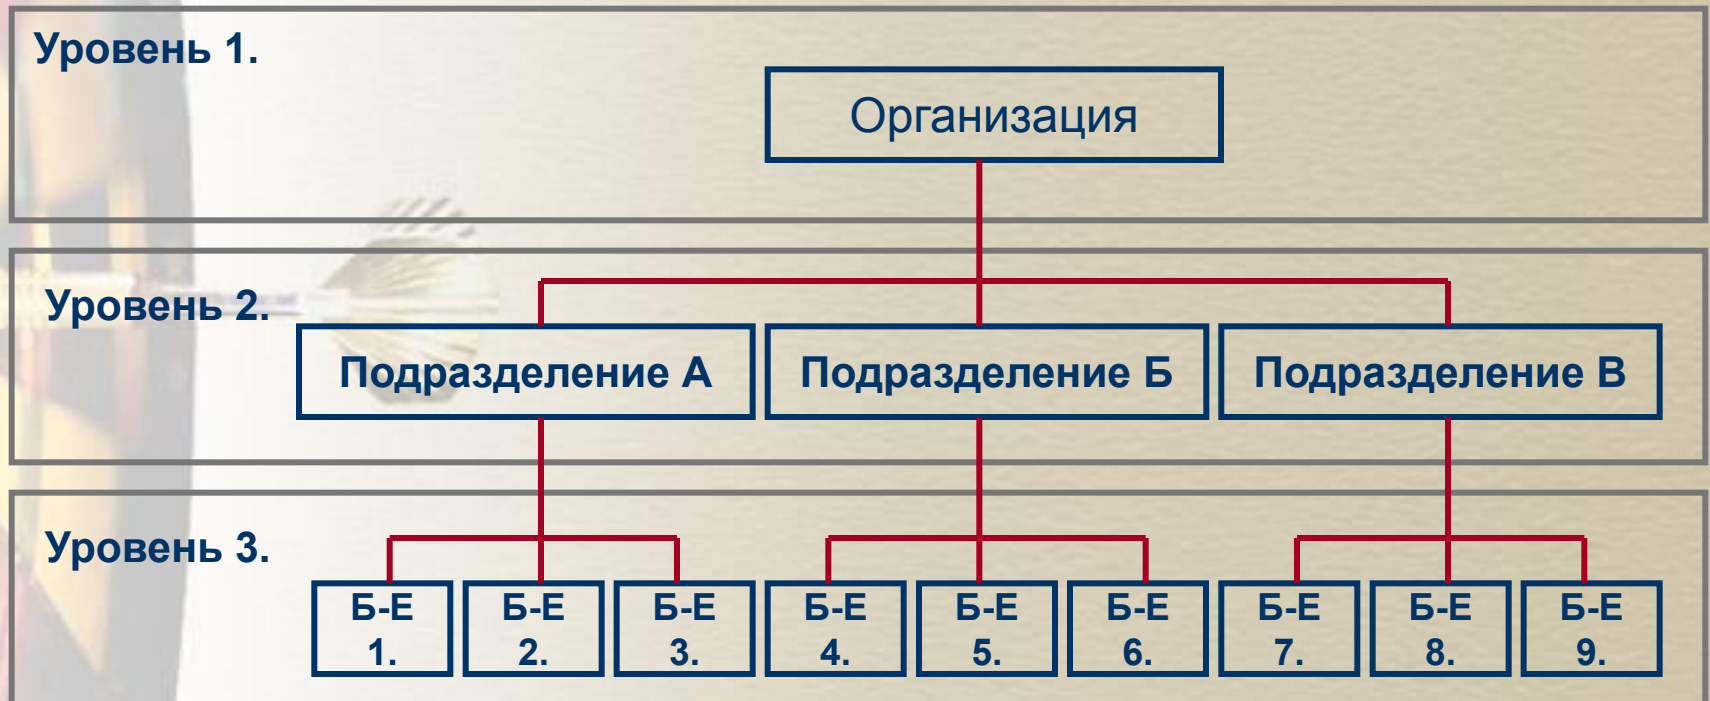 Уровень 1.
Организация
Уровень 2.
Подразделение А
Подразделение Б
Подразделение В
Уровень 3.
Б-Е
1.
Б-Е
2.
Б-Е
3.
Б-Е
4.
Б-Е
5.
Б-Е
6.
Б-Е
7.
Б-Е
8.
Б-Е
9.